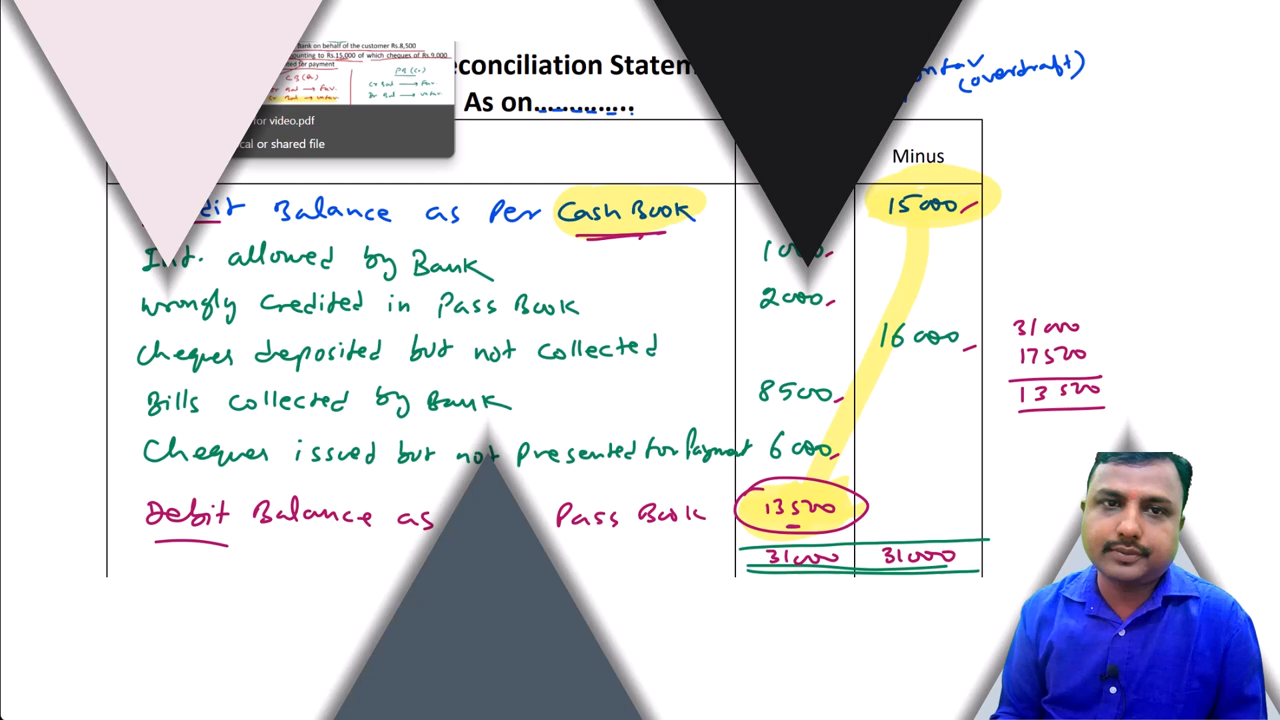 Bank on behalf of the customer Rs.8,500
ounting to Rs.15,000 of which cheques of Rs.9,000
ted for payment
for video.pdf
cal or shared file
econciliation Statem
As on.............
(overdraft)
Minus
Balance as Per Cash Book 15000
Int. allowed by Bank 1000
wrongly credited in Pass Book 2000
cheques deposited but not collected 16000
Bills collected by Bank 8500
Cheques issued but not presented for Payment 6000
Debit Balance as Pass Book 13500
31000 31000
31000
17500
13500